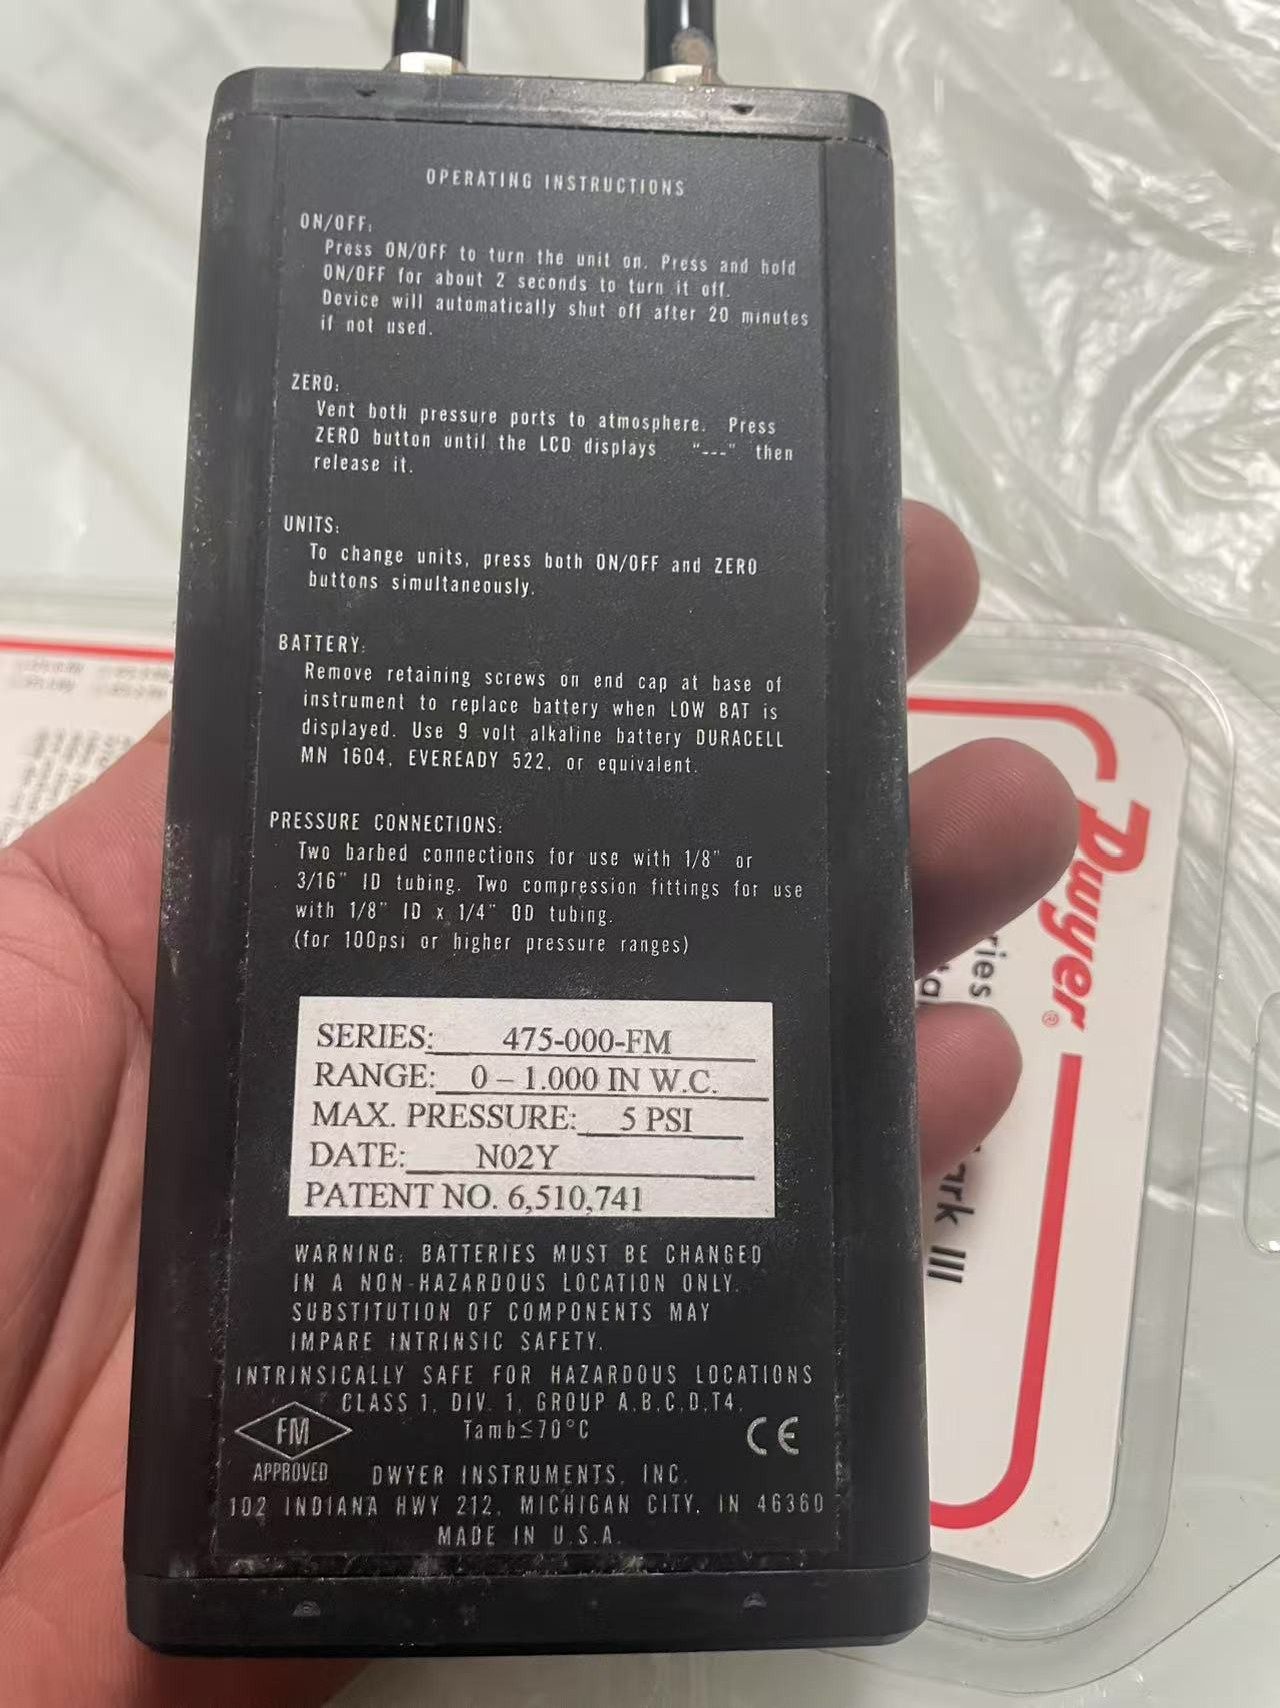 OPERATING INSTRUCTIONS
ON/OFF:
Press ON/OFF to turn the unit on. Press and hold
ON/OFF for about 2 seconds to turn it off.
Device will automatically shut off after 20 minutes
if not used.
ZERO:
Vent both pressure ports to atmosphere. Press
ZERO button until the LCD displays "---" then
release it.
UNITS:
To change units, press both ON/OFF and ZERO
buttons simultaneously.
BATTERY:
Remove retaining screws on end cap at base of
instrument to replace battery when LOW BAT is
displayed. Use 9 volt alkaline battery DURACELL
MN 1604, EVEREADY 522, or equivalent.
PRESSURE CONNECTIONS:
Two barbed connections for use with 1/8" or
3/16" ID tubing. Two compression fittings for use
with 1/8" ID x 1/4" OD tubing.
(for 100psi or higher pressure ranges)
SERIES: 475-000-FM
RANGE: 0 – 1.000 IN W.C.
MAX. PRESSURE: 5 PSI
DATE: N02Y
PATENT NO. 6,510,741
WARNING: BATTERIES MUST BE CHANGED
IN A NON-HAZARDOUS LOCATION ONLY.
SUBSTITUTION OF COMPONENTS MAY
IMPARE INTRINSIC SAFETY.
INTRINSICALLY SAFE FOR HAZARDOUS LOCATIONS
CLASS 1, DIV. 1, GROUP A,B,C,D,T4.
Tamb≤70°C
FM
APPROVED
CE
DWYER INSTRUMENTS, INC.
102 INDIANA HWY 212, MICHIGAN CITY, IN 46360
MADE IN U.S.A.
Dwyer®
ries
ark III